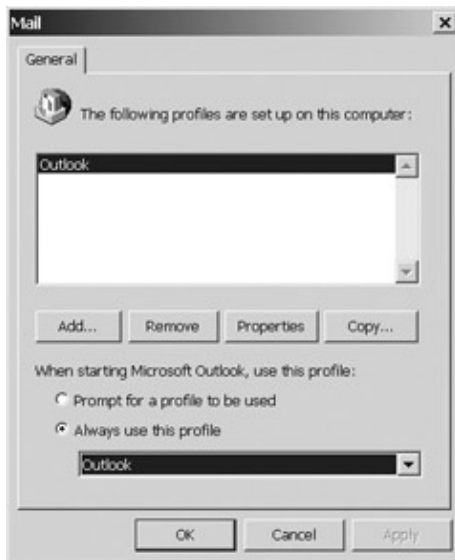 Mail
General
The following profiles are set up on this computer:
Outlook
Add... Remove Properties Copy...
When starting Microsoft Outlook, use this profile:
Prompt for a profile to be used
Always use this profile
Outlook
OK Cancel Apply